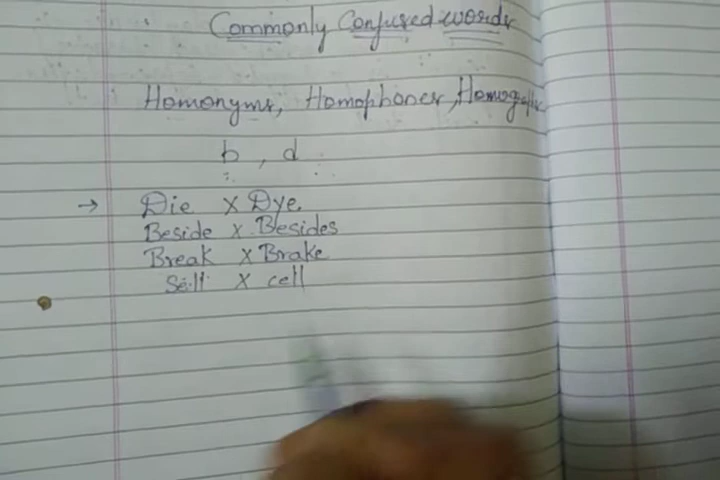 Commonly Confused words
Homonyms, Homophones, Homographs
b, d
→ Die X Dye
Beside X Besides
Break X Brake
Sell X cell